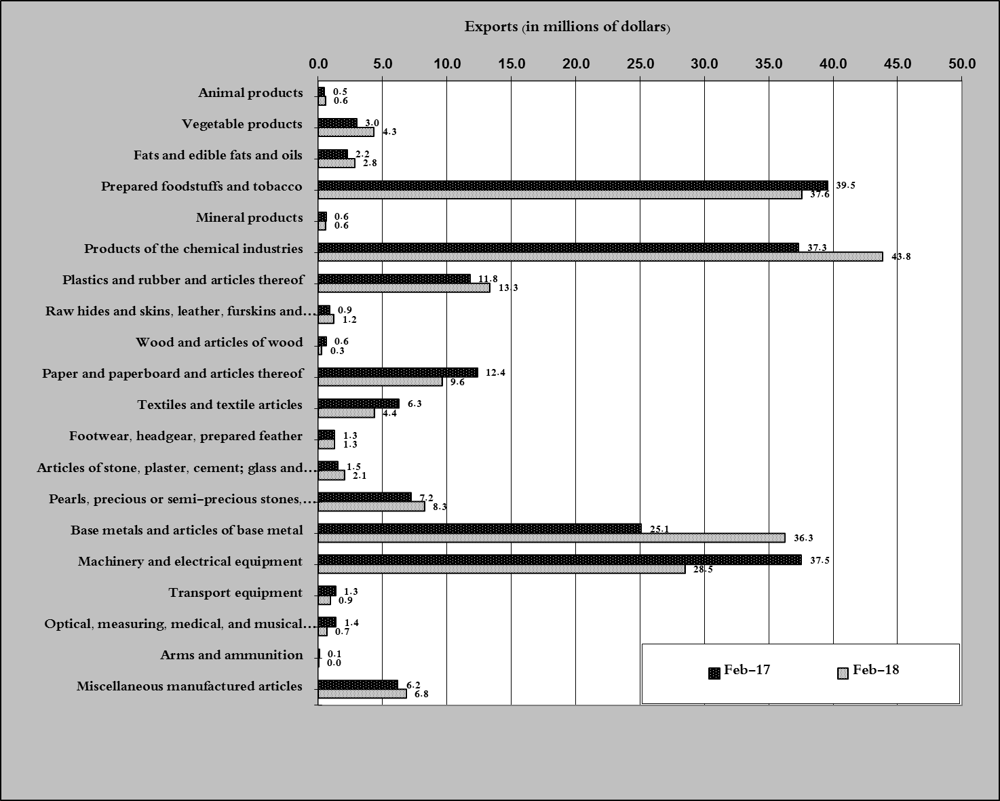 Exports (in millions of dollars)
0.0 5.0 10.0 15.0 20.0 25.0 30.0 35.0 40.0 45.0 50.0
Animal products 0.5
0.6
Vegetable products 3.0
4.3
Fats and edible fats and oils 2.2
2.8
Prepared foodstuffs and tobacco 39.5
37.6
Mineral products 0.6
0.6
Products of the chemical industries 37.3
43.8
Plastics and rubber and articles thereof 11.8
13.3
Raw hides and skins, leather, furskins and... 0.9
1.2
Wood and articles of wood 0.6
0.3
Paper and paperboard and articles thereof 12.4
9.6
Textiles and textile articles 6.3
4.4
Footwear, headgear, prepared feather 1.3
1.3
Articles of stone, plaster, cement; glass and... 1.5
2.1
Pearls, precious or semi-precious stones,... 7.2
8.3
Base metals and articles of base metal 25.1
36.3
Machinery and electrical equipment 37.5
28.5
Transport equipment 1.3
0.9
Optical, measuring, medical, and musical... 1.4
0.7
Arms and ammunition 0.1
0.0
Feb-17 Feb-18
Miscellaneous manufactured articles 6.2
6.8